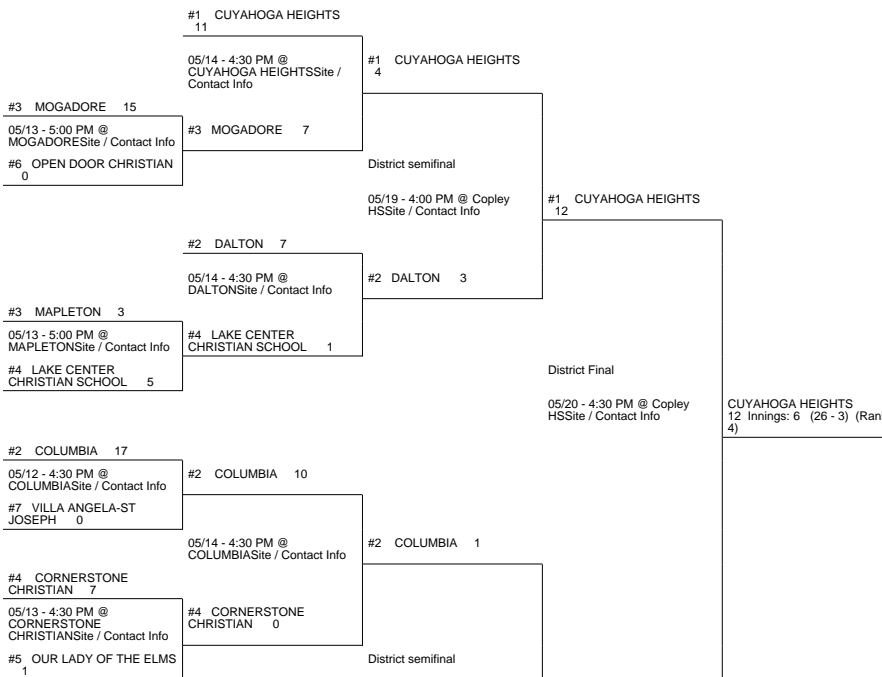 #1 CUYAHOGA HEIGHTS
11
05/14 - 4:30 PM @
CUYAHOGA HEIGHTSSite /
Contact Info
#1 CUYAHOGA HEIGHTS
4
#3 MOGADORE 15
05/13 - 5:00 PM @
MOGADORESite / Contact Info
#3 MOGADORE 7
#6 OPEN DOOR CHRISTIAN
0
District semifinal
05/19 - 4:00 PM @ Copley
HSSite / Contact Info
#1 CUYAHOGA HEIGHTS
12
#2 DALTON 7
05/14 - 4:30 PM @
DALTONSite / Contact Info
#2 DALTON 3
#3 MAPLETON 3
05/13 - 5:00 PM @
MAPLETONSite / Contact Info
#4 LAKE CENTER
CHRISTIAN SCHOOL 1
#4 LAKE CENTER
CHRISTIAN SCHOOL 5
District Final
05/20 - 4:30 PM @ Copley
HSSite / Contact Info
CUYAHOGA HEIGHTS
12 Innings: 6 (26 - 3) (Ran
4)
#2 COLUMBIA 17
05/12 - 4:30 PM @
COLUMBIASite / Contact Info
#2 COLUMBIA 10
#7 VILLA ANGELA-ST
JOSEPH 0
05/14 - 4:30 PM @
COLUMBIASite / Contact Info
#2 COLUMBIA 1
#4 CORNERSTONE
CHRISTIAN 7
05/13 - 4:30 PM @
CORNERSTONE
CHRISTIANSite / Contact Info
#4 CORNERSTONE
CHRISTIAN 0
#5 OUR LADY OF THE ELMS
1
District semifinal